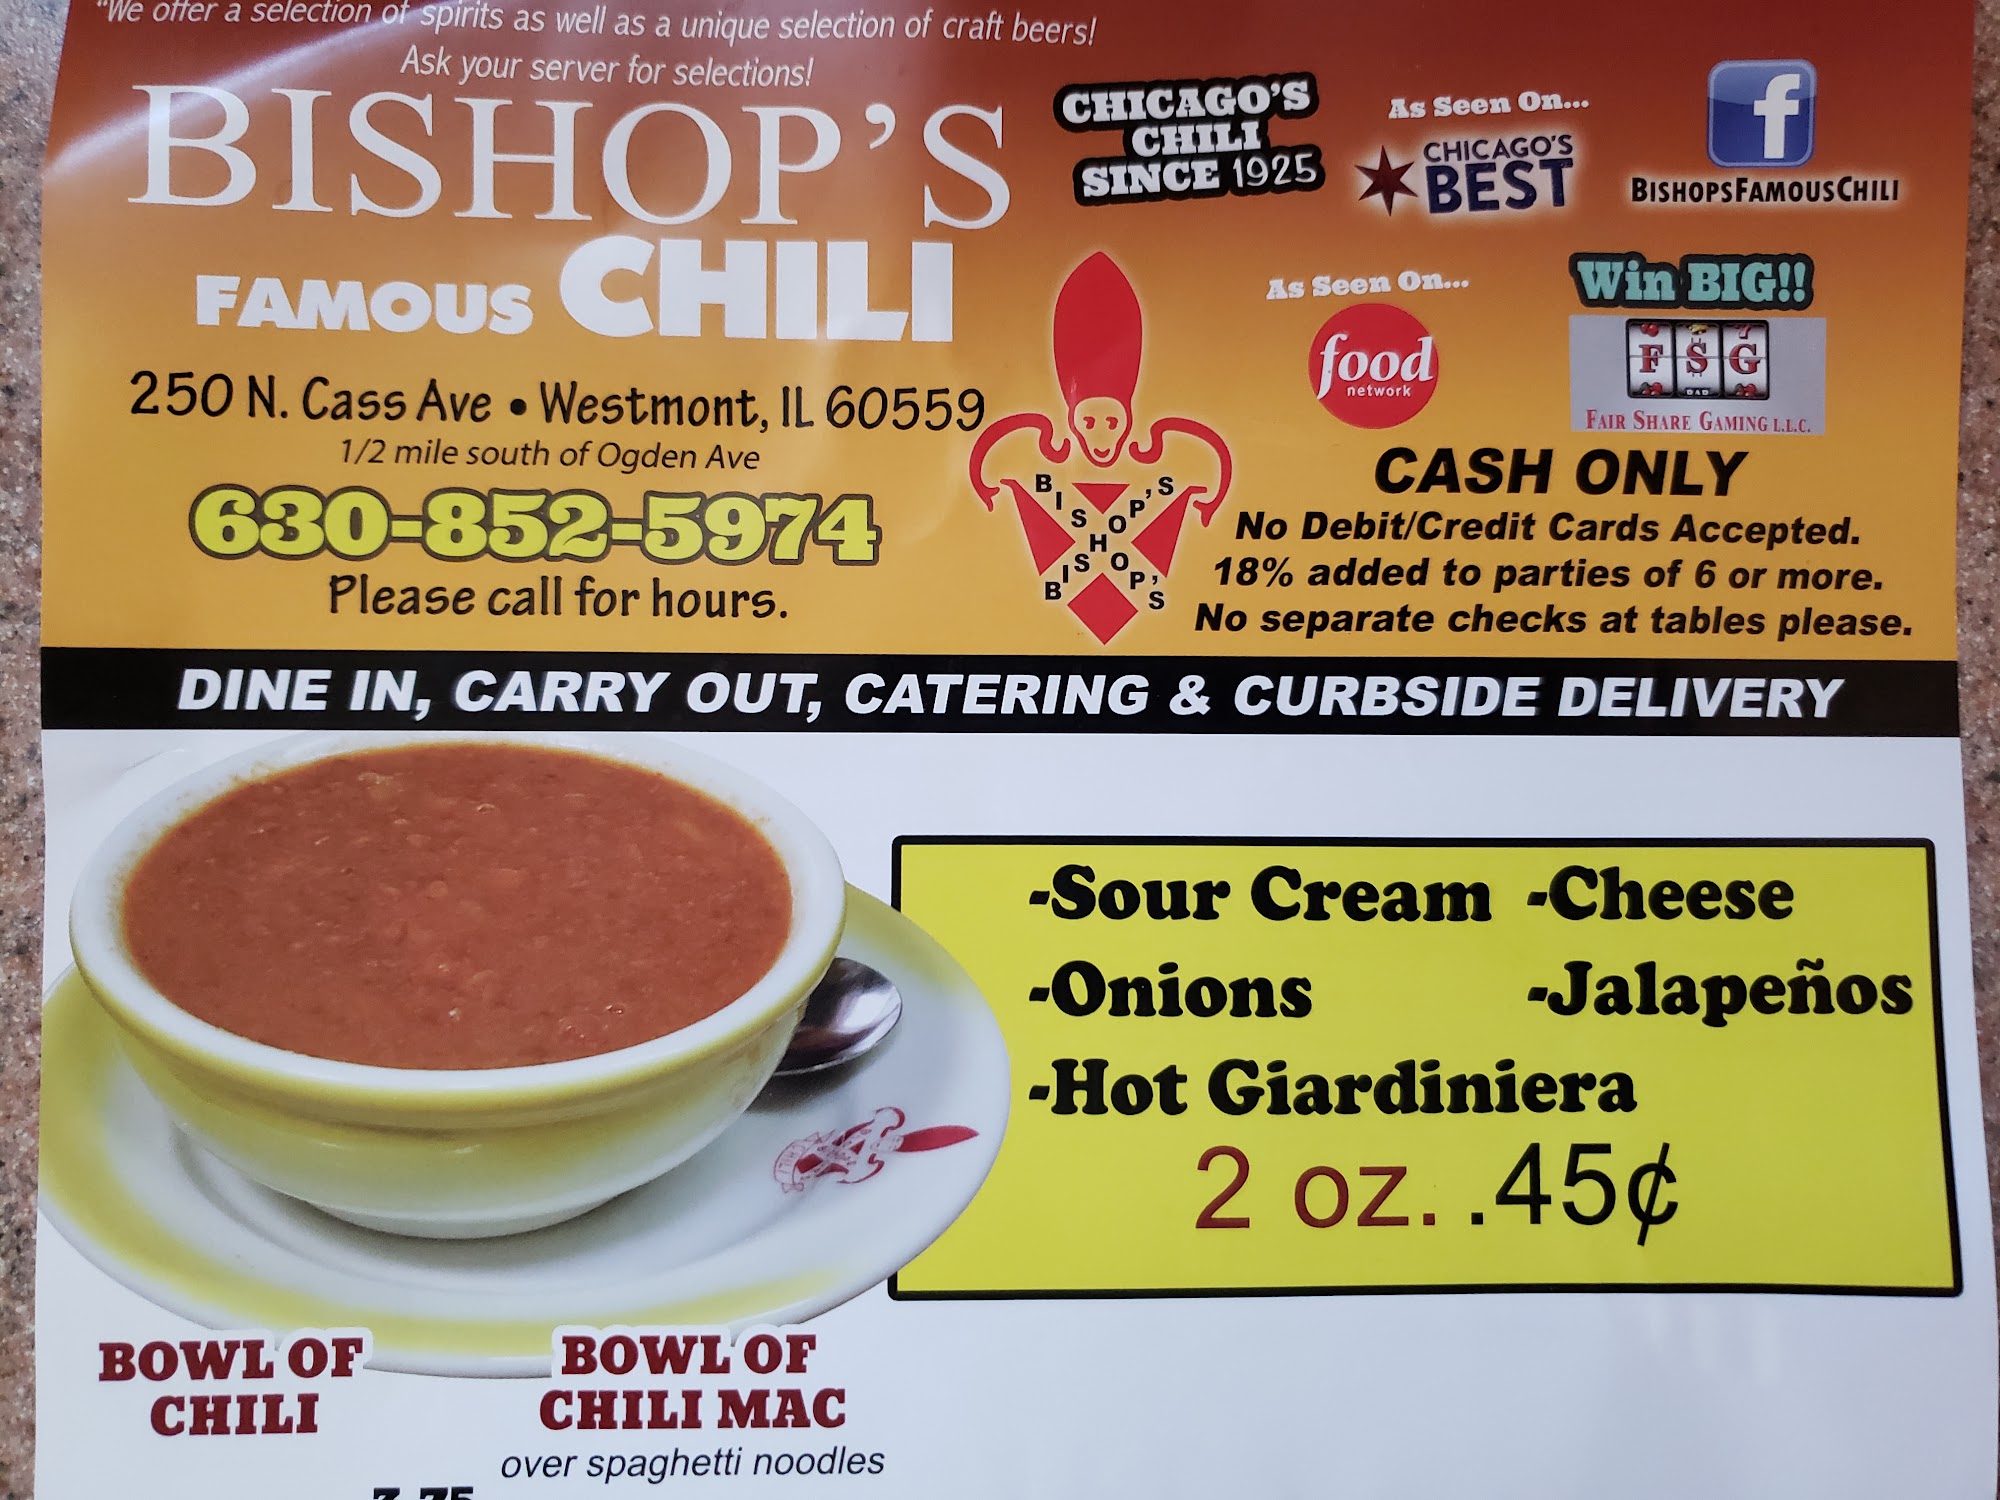 "We offer a selection of spirits as well as a unique selection of craft beers!
Ask your server for selections!
BISHOP'S
FAMOUS CHILI
250 N. Cass Ave • Westmont, IL 60559
1/2 mile south of Ogden Ave
630-852-5974
Please call for hours.
CHICAGO'S
CHILI
SINCE 1925
As Seen On...
CHICAGO'S
BEST
f
BISHOPSFAMOUSCHILI
As Seen On...
food
network
Win BIG!!
F $ G
BAR
FAIR SHARE GAMING L.L.C.
BISHOP'S
BISHOP'S
CASH ONLY
No Debit/Credit Cards Accepted.
18% added to parties of 6 or more.
No separate checks at tables please.
DINE IN, CARRY OUT, CATERING & CURBSIDE DELIVERY
-Sour Cream -Cheese
-Onions -Jalapeños
-Hot Giardiniera
2 oz. .45¢
BOWL OF
CHILI
BOWL OF
CHILI MAC
over spaghetti noodles